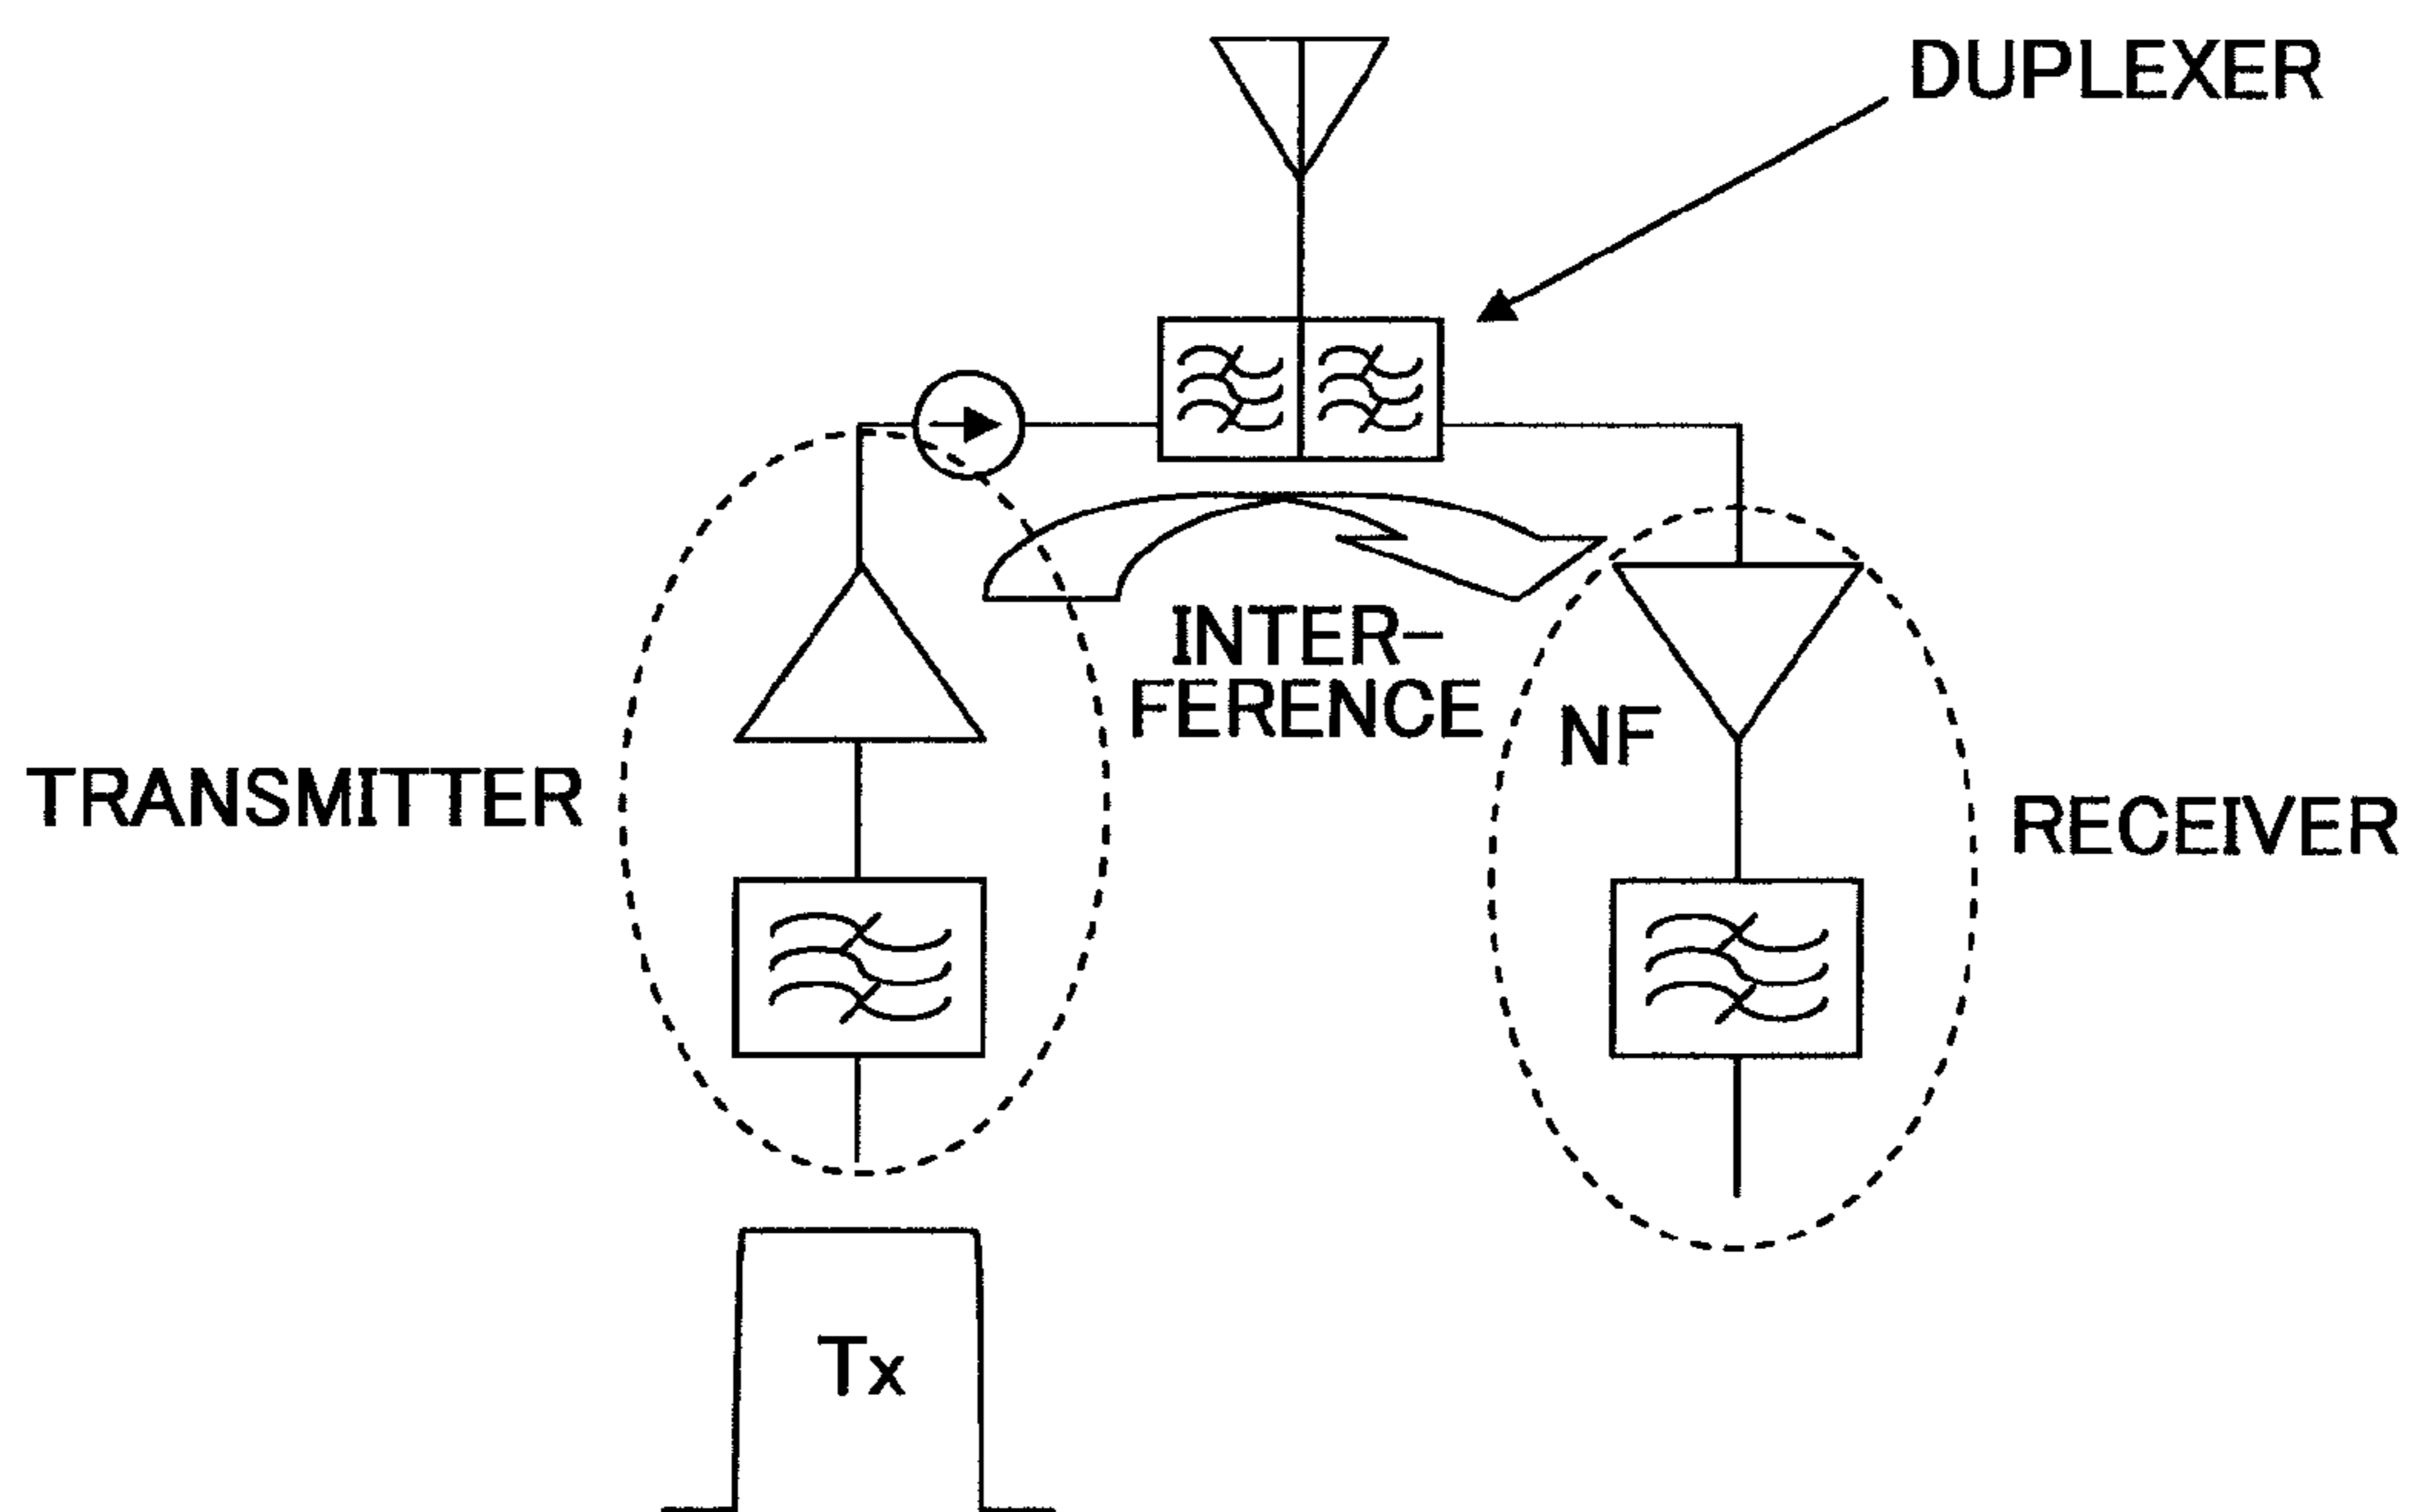 DUPLEXER
INTER-
FERENCE
NF
TRANSMITTER
RECEIVER
Tx